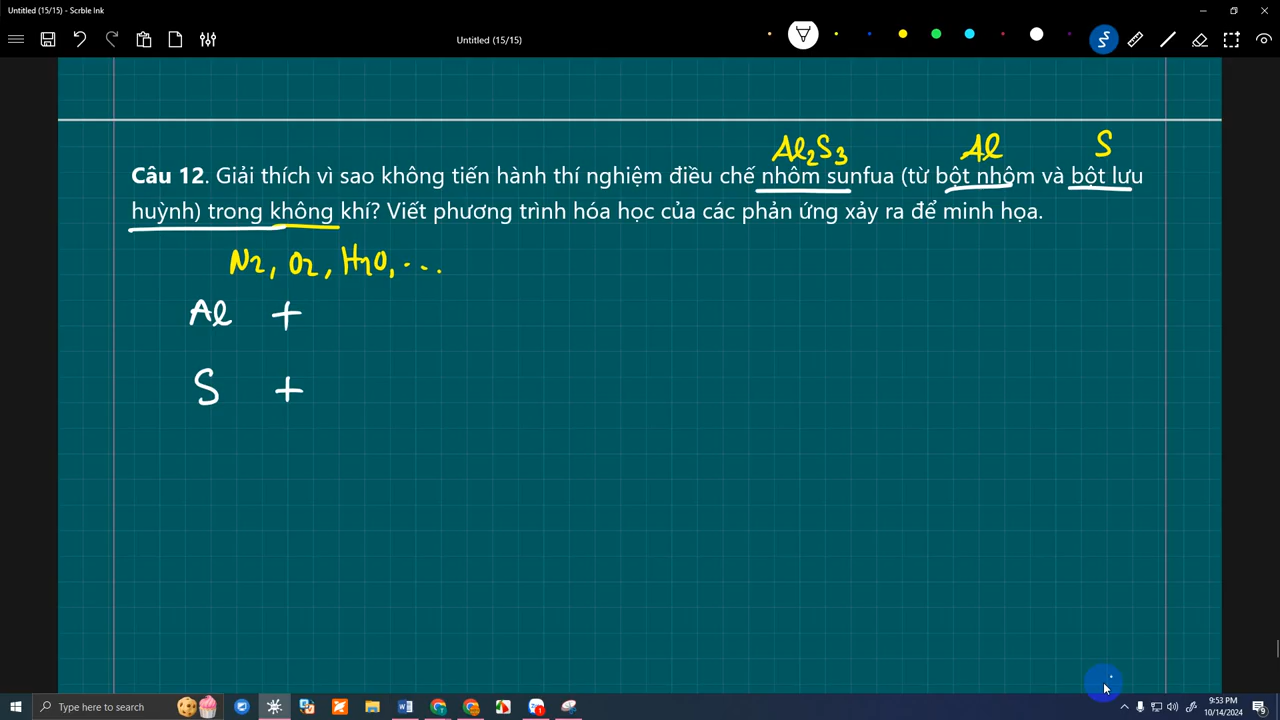 Untitled (15/15) - Scrble Ink
Untitled (15/15)
Al₂S₃ Al S
Câu 12. Giải thích vì sao không tiến hành thí nghiệm điều chế nhôm sunfua (từ bột nhôm và bột lưu
huỳnh) trong không khí? Viết phương trình hóa học của các phản ứng xảy ra để minh họa.
N₂, O₂, H₂O, ...
Al +
S +
Type here to search
1
9:53 PM
10/14/2024